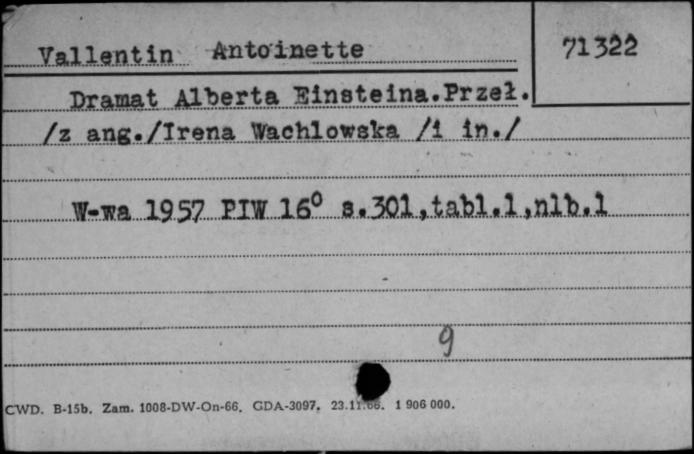 Vallentin Antoinette 71322
Dramat Alberta Einsteina.Przeł.
/z ang./Irena Wachlowska /i in./
W-wa 1957 PIW 16⁰ s.301,tabl.1,nlb.1
9
CWD. B-15b. Zam. 1008-DW-On-66. GDA-3097. 23.11.66. 1 906 000.